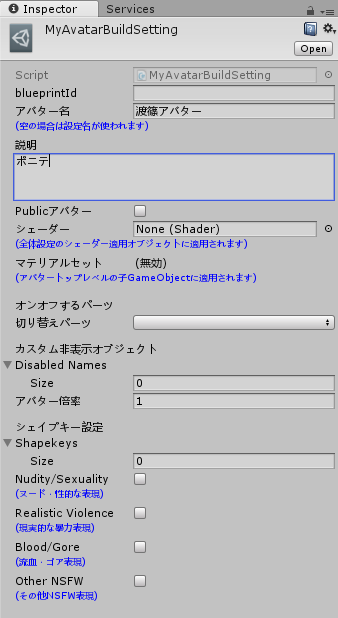 Inspector Services
MyAvatarBuildSetting
Open
Script MyAvatarBuildSetting
blueprintId
アバター名 渡篠アバター
(空の場合は設定名が使われます)
説明
ポニテ
Publicアバター
シェーダー None (Shader)
(全体設定のシェーダー適用オブジェクトに適用されます)
マテリアルセット (無効)
(アバタートップレベルの子GameObjectに適用されます)
オンオフするパーツ
切り替えパーツ
カスタム非表示オブジェクト
Disabled Names
Size 0
アバター倍率 1
シェイプキー設定
Shapekeys
Size 0
Nudity/Sexuality
(ヌード・性的な表現)
Realistic Violence
(現実的な暴力表現)
Blood/Gore
(流血・ゴア表現)
Other NSFW
(その他NSFW表現)